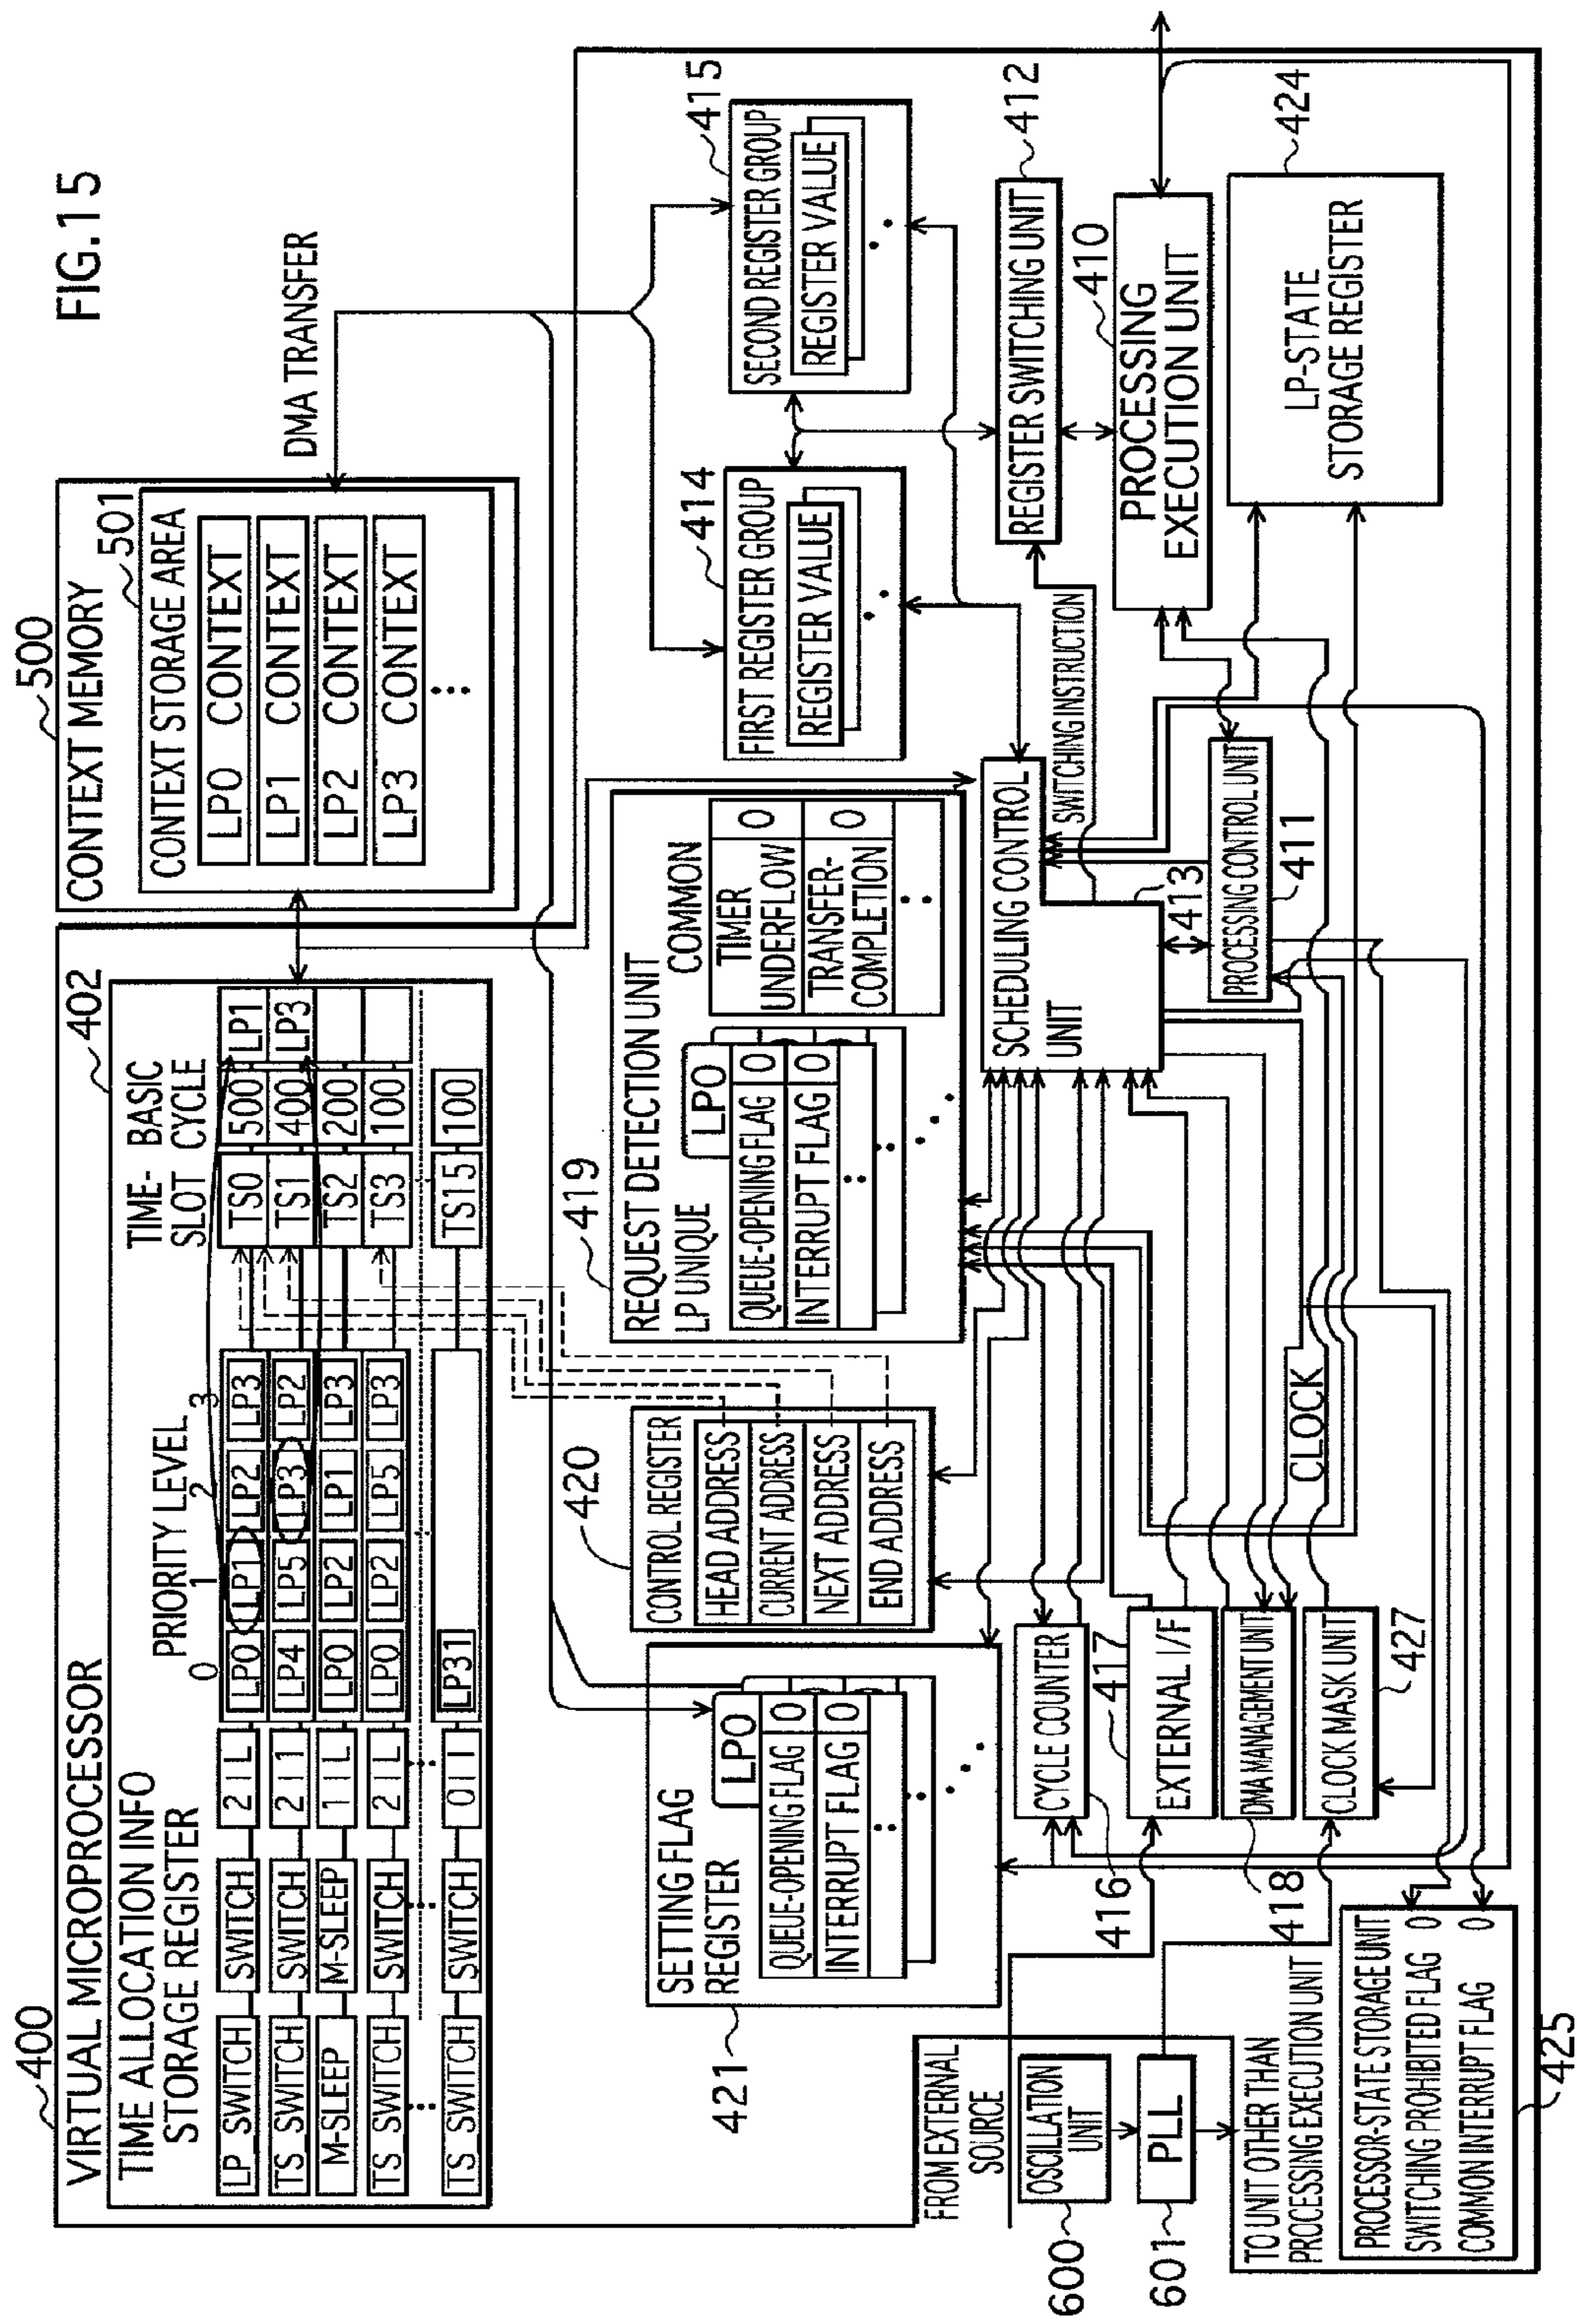 FIG.15
400
VIRTUAL MICROPROCESSOR
402
TIME ALLOCATION INFO
STORAGE REGISTER
PRIORITY LEVEL
0 1 2 3
TIME-
SLOT
BASIC
CYCLE
LP_SWITCH SWITCH 2 1 L LP0 LP1 LP2 LP3 TS0 500 LP1
TS_SWITCH SWITCH 2 1 1 LP4 LP5 LP3 LP2 TS1 400 LP3
M-SLEEP M-SLEEP 1 1 L LP0 LP2 LP1 LP3 TS2 200
TS_SWITCH SWITCH 2 1 L LP0 LP2 LP5 LP3 TS3 100
TS_SWITCH SWITCH 0 1 1 LP31 TS15 100
500
CONTEXT MEMORY
501
CONTEXT STORAGE AREA
LP0 CONTEXT
LP1 CONTEXT
LP2 CONTEXT
LP3 CONTEXT
DMA TRANSFER
421
SETTING FLAG
REGISTER
LP0
QUEUE-OPENING FLAG 0
INTERRUPT FLAG 0
420
CONTROL REGISTER
HEAD ADDRESS
CURRENT ADDRESS
NEXT ADDRESS
END ADDRESS
419
REQUEST DETECTION UNIT
LP UNIQUE
LP0
QUEUE-OPENING FLAG 0
INTERRUPT FLAG 0
COMMON
TIMER
UNDERFLOW 0
TRANSFER-
COMPLETION 0
414
FIRST REGISTER GROUP
REGISTER VALUE
415
SECOND REGISTER GROUP
REGISTER VALUE
FROM EXTERNAL
SOURCE
OSCILLATION
UNIT
600
PLL
601
TO UNIT OTHER THAN
PROCESSING EXECUTION UNIT
CYCLE COUNTER
416
417
EXTERNAL I/F
DMA MANAGEMENT UNIT
418
CLOCK MASK UNIT
427
CLOCK
SCHEDULING CONTROL
UNIT
413
SWITCHING INSTRUCTION
REGISTER SWITCHING UNIT
412
410
PROCESSING
EXECUTION UNIT
PROCESSING CONTROL UNIT
411
LP-STATE
STORAGE REGISTER
424
PROCESSOR-STATE STORAGE UNIT
SWITCHING PROHIBITED FLAG 0
COMMON INTERRUPT FLAG 0
425